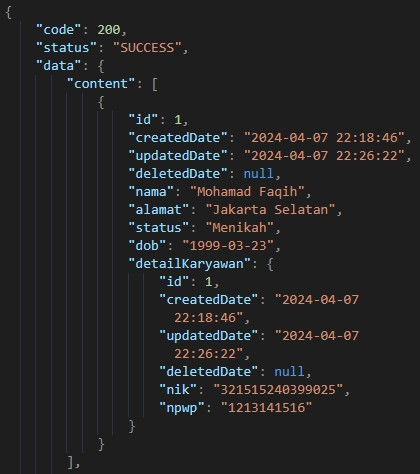 {
"code": 200,
"status": "SUCCESS",
"data": {
"content": [
{
"id": 1,
"createdDate": "2024-04-07 22:18:46",
"updatedDate": "2024-04-07 22:26:22",
"deletedDate": null,
"nama": "Mohamad Faqih",
"alamat": "Jakarta Selatan",
"status": "Menikah",
"dob": "1999-03-23",
"detailKaryawan": {
"id": 1,
"createdDate": "2024-04-07
22:18:46",
"updatedDate": "2024-04-07
22:26:22",
"deletedDate": null,
"nik": "321515240399025",
"npwp": "1213141516"
}
}
],